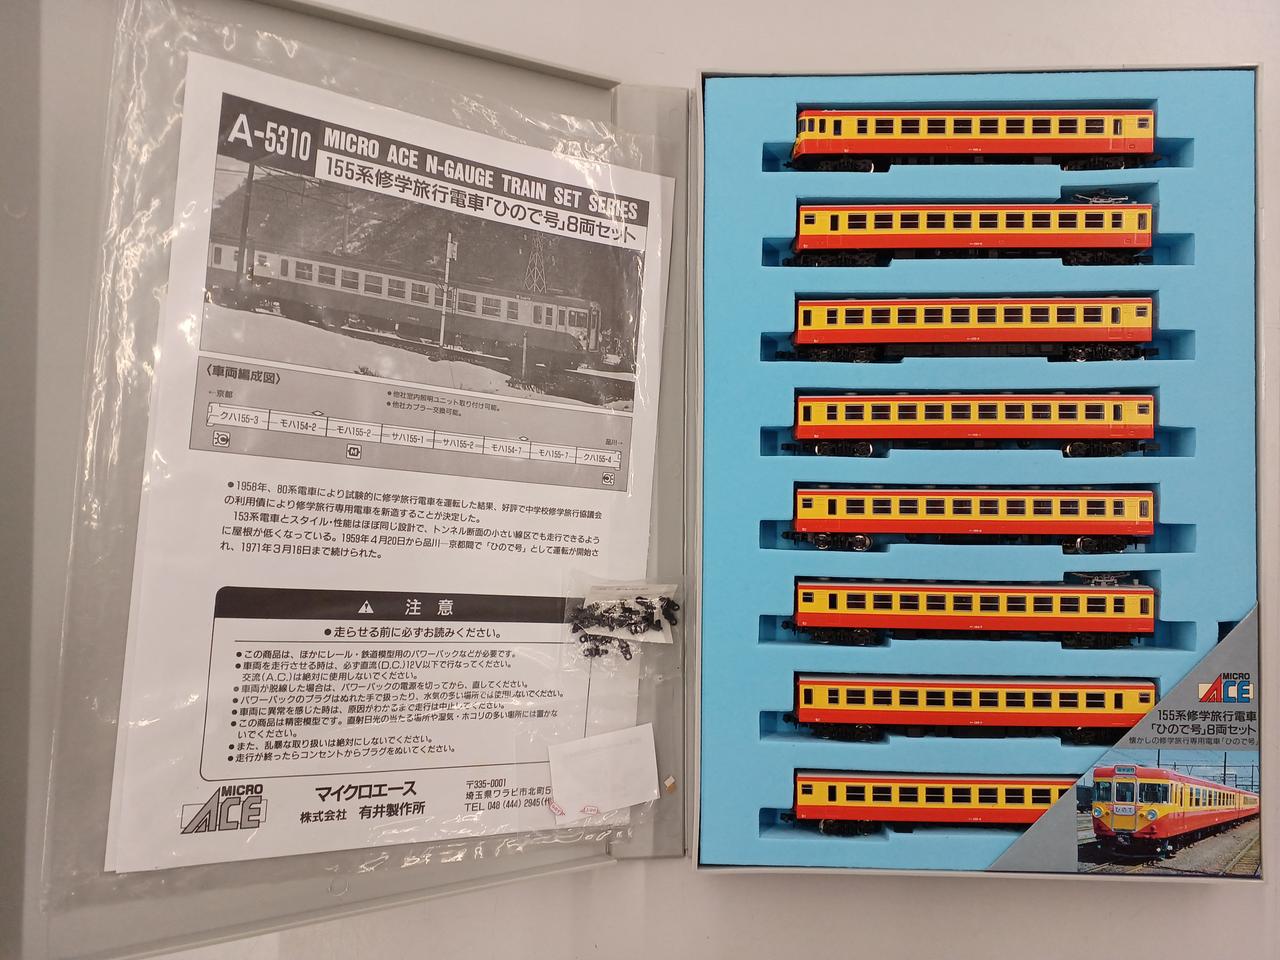 A-5310
MICRO ACE N-GAUGE TRAIN SET SERIES
155系修学旅行電車「ひので号」8両セット
〈車両編成図〉
●他社室内照明ユニット取り付け可能。
●他社カプラー交換可能。
←京都
品川→
クハ155-3 モハ154-2 モハ155-2 サハ155-1 サハ155-2 モハ154-7 モハ155-7 クハ155-4
C M C
●1958年、80系電車により試験的に修学旅行電車を運転した結果、好評で中学校修学旅行協議会
の利用債により修学旅行専用電車を新造することが決定した。
153系電車とスタイル・性能はほぼ同じ設計で、トンネル断面の小さい線区でも走行できるよう
に屋根が低くなっている。1959年4月20日から品川―京都間で「ひので号」として運転が開始さ
れ、1971年3月16日まで続けられた。
注意
●走らせる前に必ずお読みください。
●この商品は、ほかにレール・鉄道模型用のパワーパックなどが必要です。
●車両を走行させる時は、必ず直流(D.C.)12V以下で行なってください。
交流(A.C.)は絶対に使用しないでください。
●車両が脱線した場合は、パワーパックの電源を切ってから、直してください。
●パワーパックのプラグはぬれた手で扱ったり、水気の多い場所では使用しないでください。
●車両に異常を感じた時は、原因がわかるまで走行は中止してください。
●この商品は精密模型です。直射日光の当たる場所や湿気・ホコリの多い場所には置かな
いでください。
●また、乱暴な取り扱いは絶対にしないでください。
●走行が終ったらコンセントからプラグをぬいてください。
MICRO
ACE
マイクロエース
株式会社 有井製作所
〒335-0001
埼玉県ワラビ市北町5
TEL 048 (444) 2945(代
MICRO
ACE
155系修学旅行電車
「ひので号」8両セット
懐かしの修学旅行専用電車「ひので号」
ひので